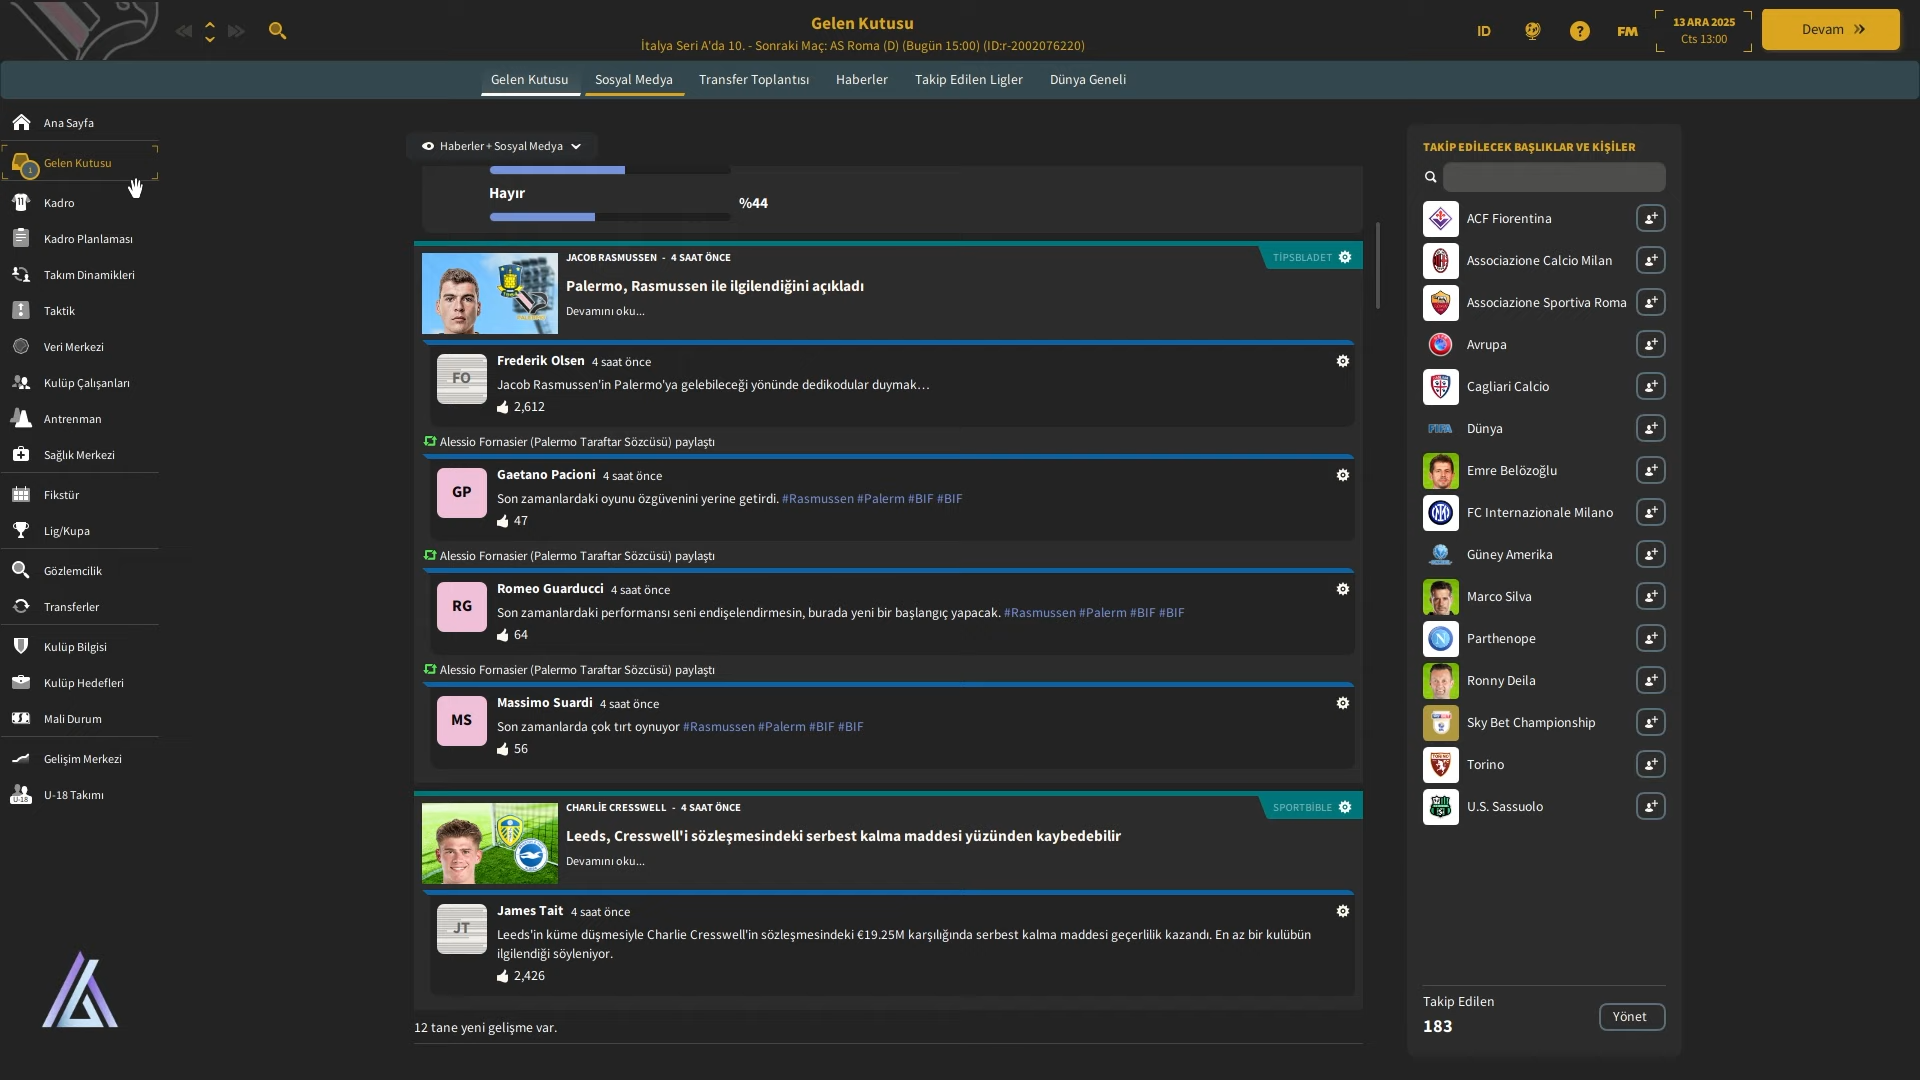 Gelen Kutusu
İtalya Seri A'da 10. - Sonraki Maç: AS Roma (D) (Bugün 15:00) (ID:r-2002076220)
ID
?
FM
13 ARA 2025
Cts 13:00
Devam
Gelen Kutusu
Sosyal Medya
Transfer Toplantısı
Haberler
Takip Edilen Ligler
Dünya Geneli
Ana Sayfa
1
Gelen Kutusu
Kadro
Kadro Planlaması
Takım Dinamikleri
Taktik
Veri Merkezi
Kulüp Çalışanları
Antrenman
Sağlık Merkezi
Fikstür
Lig/Kupa
Gözlemcilik
Transferler
Kulüp Bilgisi
Kulüp Hedefleri
Mali Durum
Gelişim Merkezi
U-18
U-18 Takımı
Haberler + Sosyal Medya
Hayır
%44
JACOB RASMUSSEN - 4 SAAT ÖNCE
TİPSBLADET
Palermo, Rasmussen ile ilgilendiğini açıkladı
Devamını oku...
FO
Frederik Olsen 4 saat önce
Jacob Rasmussen'in Palermo'ya gelebileceği yönünde dedikodular duymak…
2,612
Alessio Fornasier (Palermo Taraftar Sözcüsü) paylaştı
GP
Gaetano Pacioni 4 saat önce
Son zamanlardaki oyunu özgüvenini yerine getirdi. #Rasmussen #Palerm #BIF #BIF
47
Alessio Fornasier (Palermo Taraftar Sözcüsü) paylaştı
RG
Romeo Guarducci 4 saat önce
Son zamanlardaki performansı seni endişelendirmesin, burada yeni bir başlangıç yapacak. #Rasmussen #Palerm #BIF #BIF
64
Alessio Fornasier (Palermo Taraftar Sözcüsü) paylaştı
MS
Massimo Suardi 4 saat önce
Son zamanlarda çok tırt oynuyor #Rasmussen #Palerm #BIF #BIF
56
CHARLİE CRESSWELL - 4 SAAT ÖNCE
SPORTBİBLE
Leeds, Cresswell'i sözleşmesindeki serbest kalma maddesi yüzünden kaybedebilir
Devamını oku...
JT
James Tait 4 saat önce
Leeds'in küme düşmesiyle Charlie Cresswell'in sözleşmesindeki €19.25M karşılığında serbest kalma maddesi geçerlilik kazandı. En az bir kulübün
ilgilendiği söyleniyor.
2,426
12 tane yeni gelişme var.
TAKİP EDİLECEK BAŞLIKLAR VE KİŞİLER
ACF Fiorentina
Associazione Calcio Milan
Associazione Sportiva Roma
Avrupa
Cagliari Calcio
FIFA
Dünya
Emre Belözoğlu
FC Internazionale Milano
Güney Amerika
Marco Silva
Parthenope
Ronny Deila
Sky Bet Championship
Torino
U.S. Sassuolo
Takip Edilen
183
Yönet